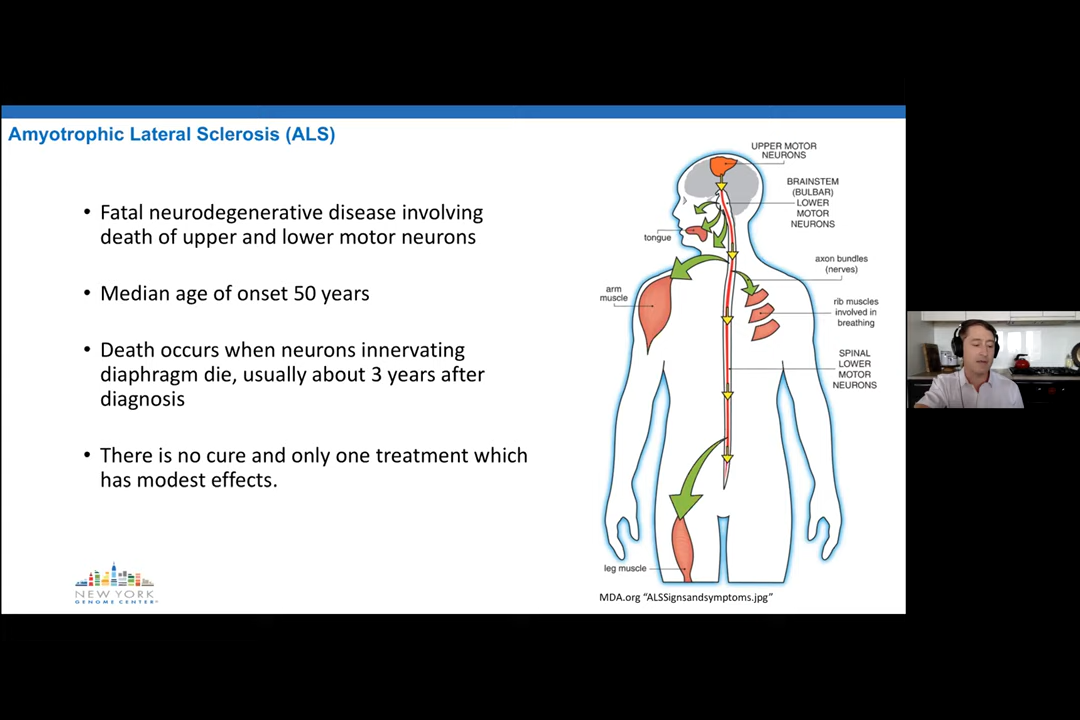 Amyotrophic Lateral Sclerosis (ALS)
• Fatal neurodegenerative disease involving
death of upper and lower motor neurons
• Median age of onset 50 years
• Death occurs when neurons innervating
diaphragm die, usually about 3 years after
diagnosis
• There is no cure and only one treatment which
has modest effects.
UPPER MOTOR
NEURONS
BRAINSTEM
(BULBAR)
LOWER
MOTOR
NEURONS
tongue
axon bundles
(nerves)
arm
muscle
rib muscles
involved in
breathing
SPINAL
LOWER
MOTOR
NEURONS
leg muscle
MDA.org “ALSSignsandsymptoms.jpg”
NEW YORK
GENOME CENTER